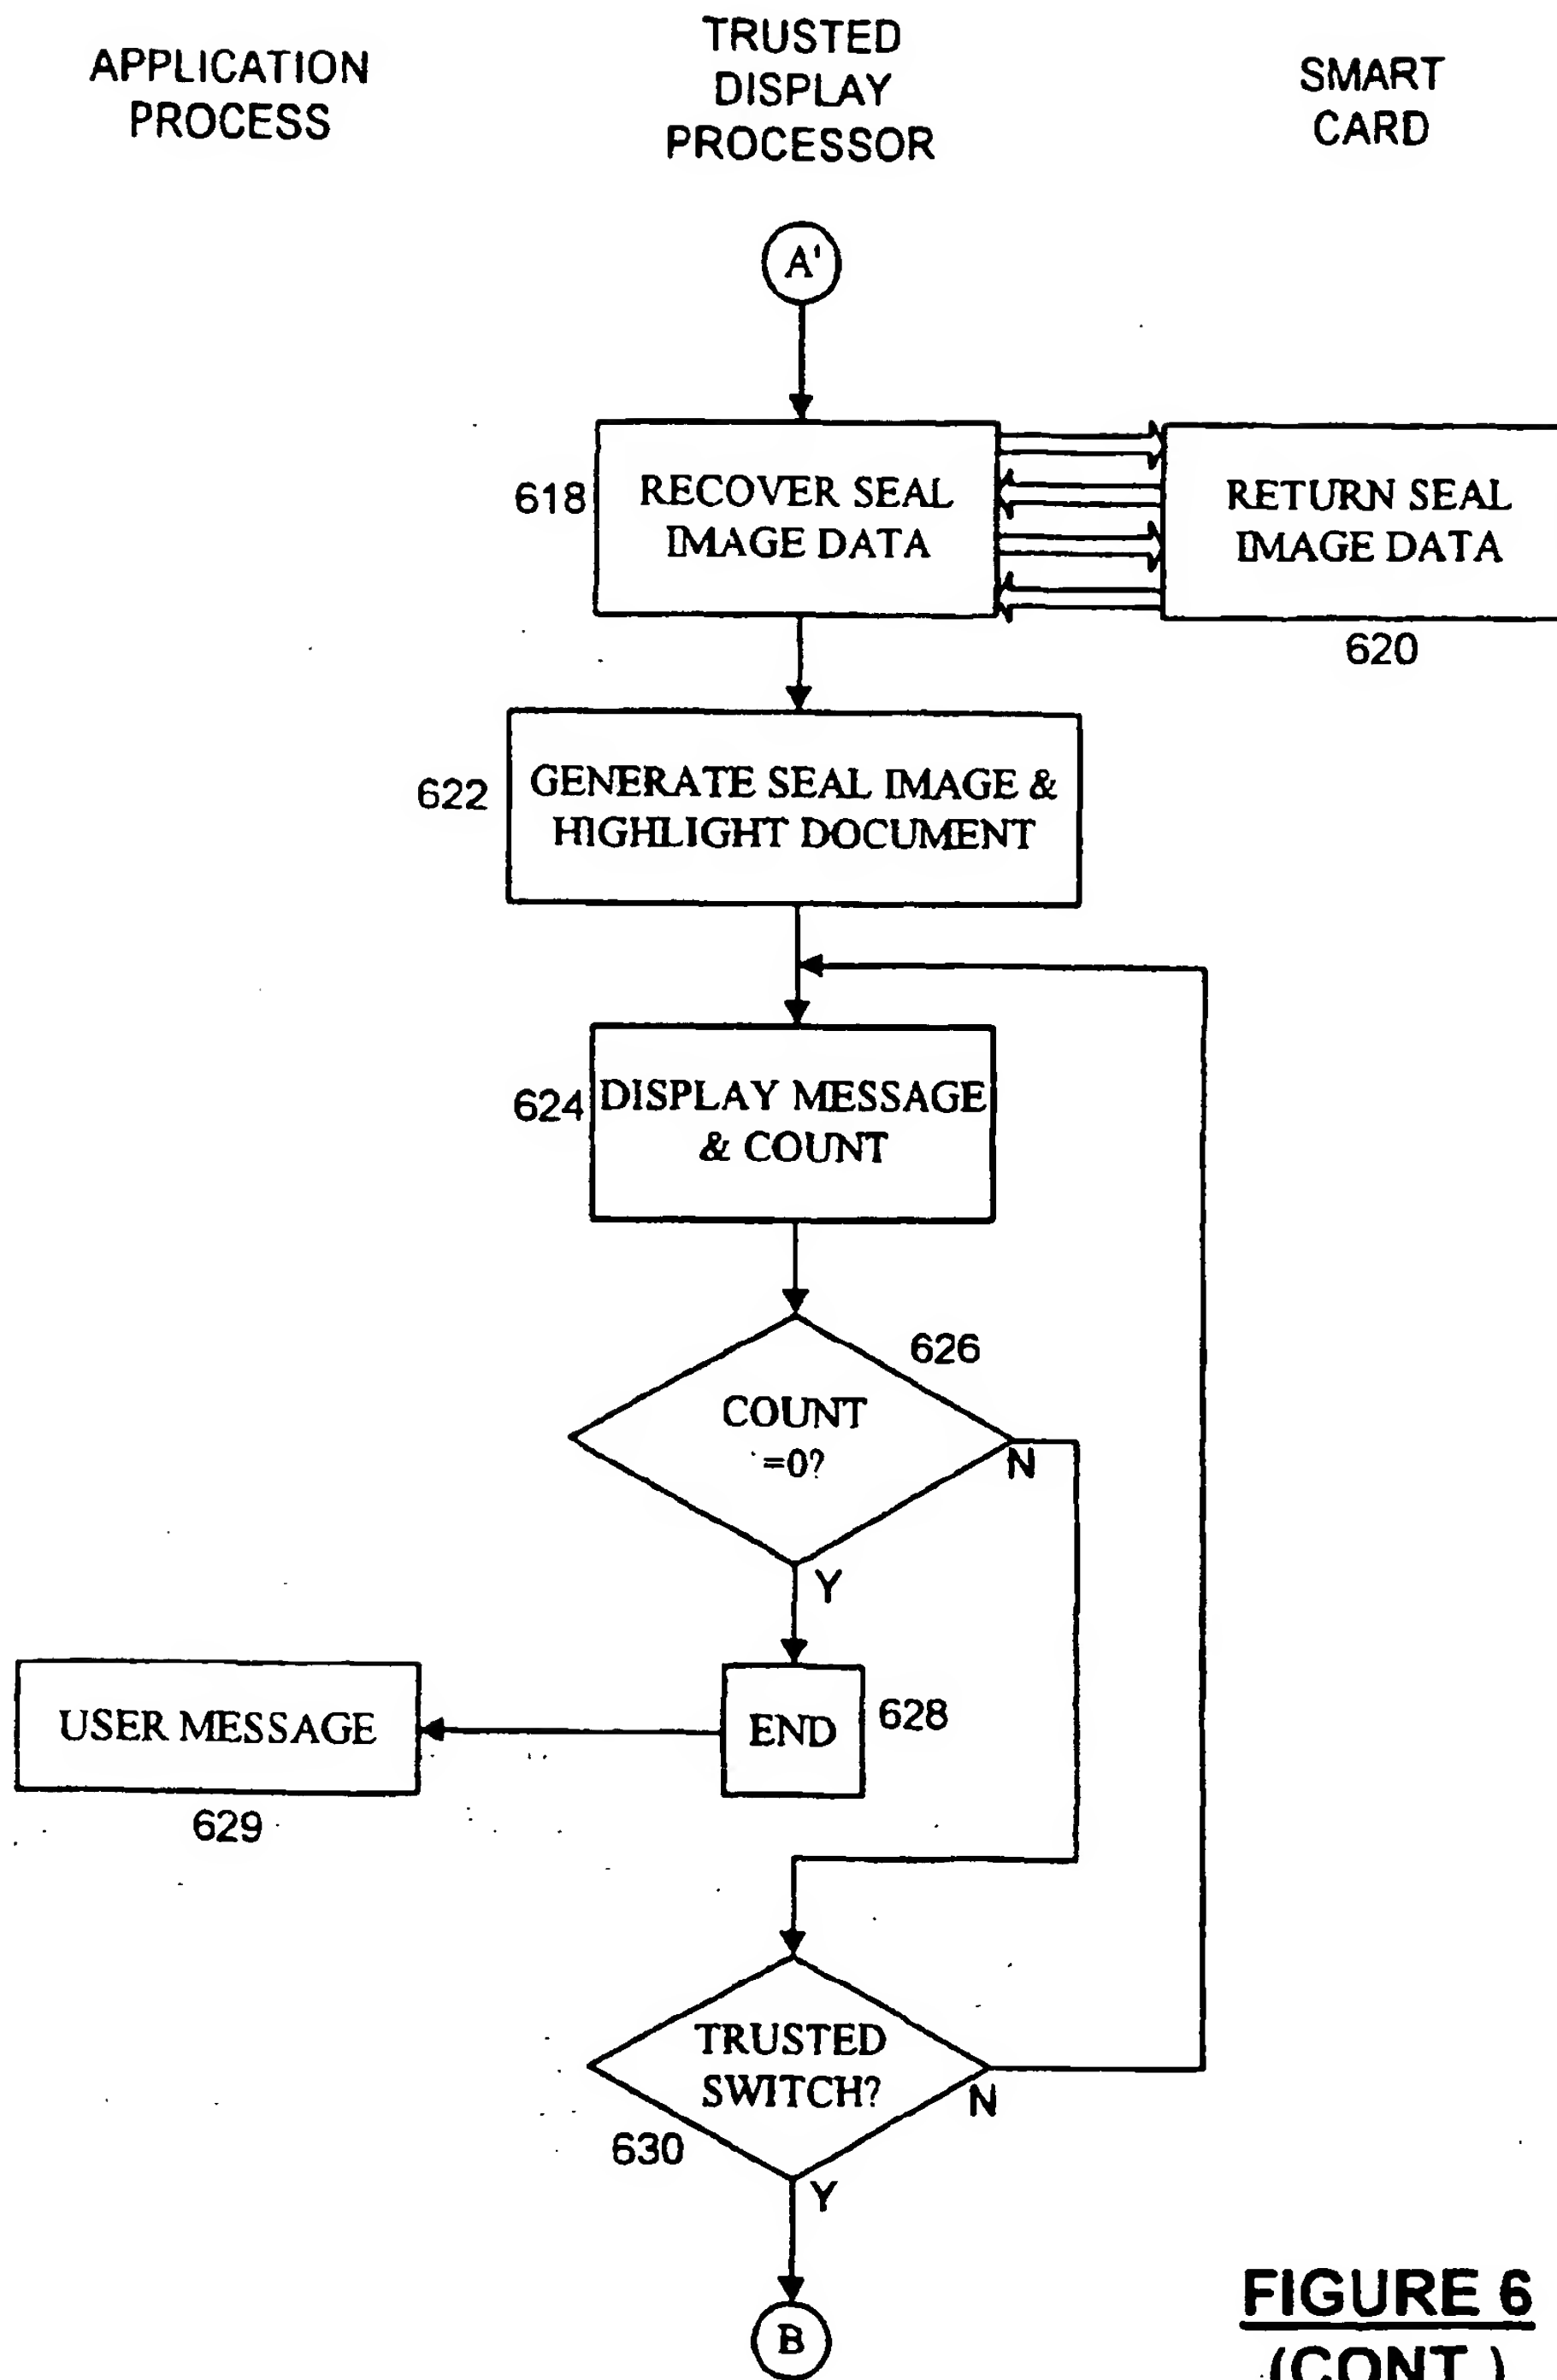 APPLICATION
PROCESS
TRUSTED
DISPLAY
PROCESSOR
SMART
CARD
A'
618
RECOVER SEAL
IMAGE DATA
RETURN SEAL
IMAGE DATA
620
622
GENERATE SEAL IMAGE &
HIGHLIGHT DOCUMENT
624
DISPLAY MESSAGE
& COUNT
626
COUNT
=0?
N
Y
USER MESSAGE
END
628
629
TRUSTED
SWITCH?
N
630
Y
B
FIGURE 6
(CONT.)